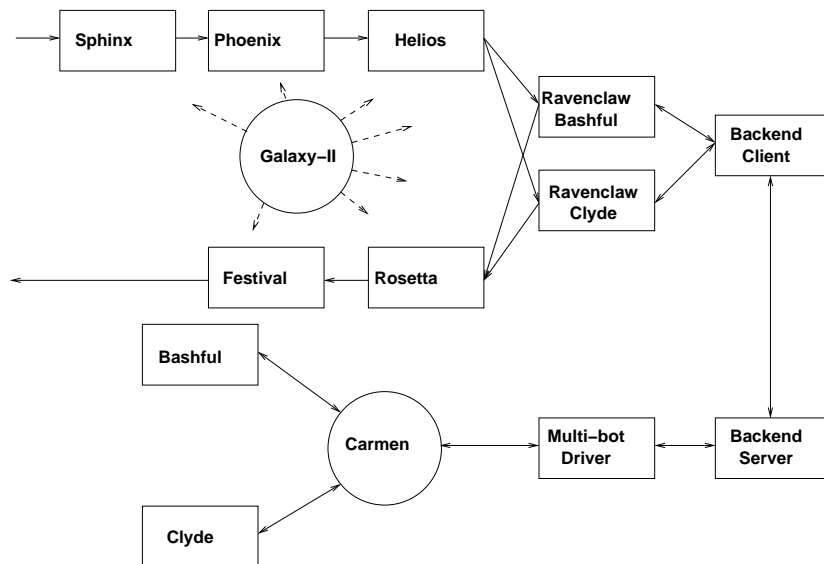 Sphinx
Phoenix
Helios
Ravenclaw
Bashful
Backend
Client
Galaxy−II
Ravenclaw
Clyde
Festival
Rosetta
Bashful
Carmen
Multi−bot
Driver
Backend
Server
Clyde